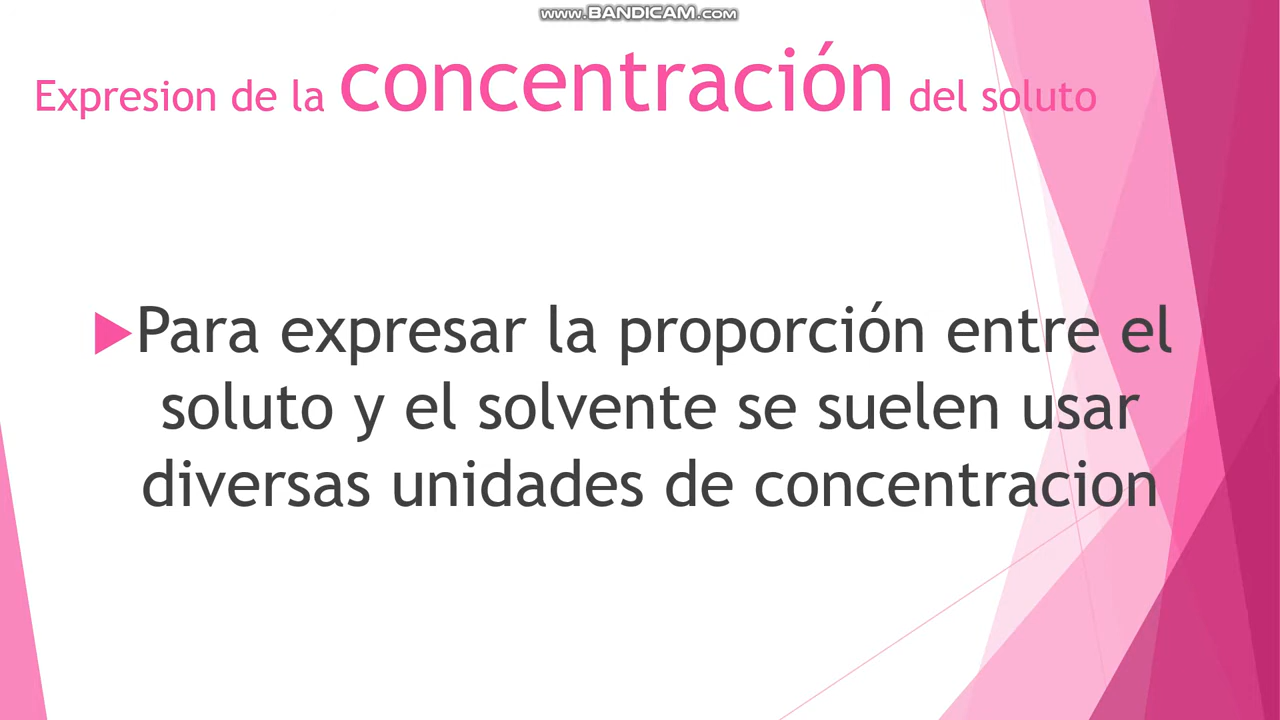 www.BANDICAM.com
Expresion de la concentración del soluto
Para expresar la proporción entre el
soluto y el solvente se suelen usar
diversas unidades de concentracion